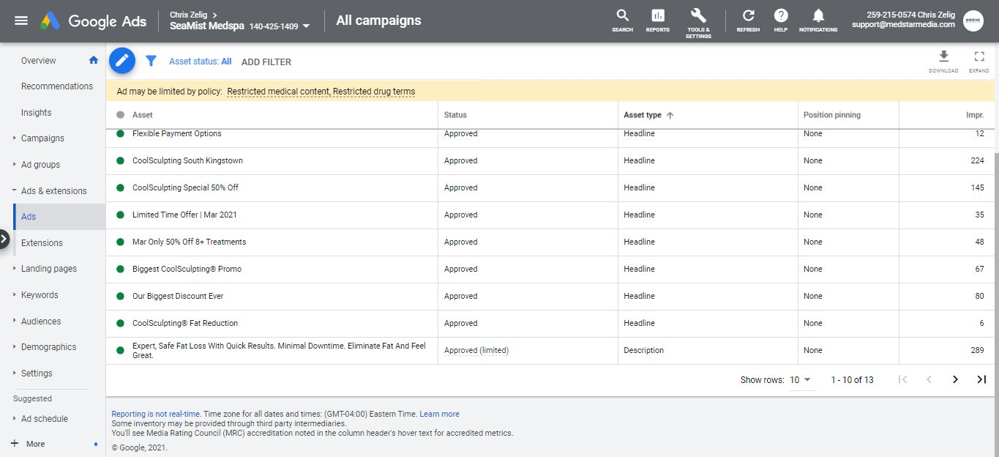 Google Ads
Chris Zelig >
SeaMist Medspa 140-425-1409
All campaigns
SEARCH
REPORTS
TOOLS &
SETTINGS
REFRESH
HELP
NOTIFICATIONS
259-215-0574 Chris Zelig
support@medstarmedia.com
Overview
Recommendations
Insights
Campaigns
Ad groups
Ads & extensions
Ads
Extensions
Landing pages
Keywords
Audiences
Demographics
Settings
Suggested
Ad schedule
+ More
Asset status: All ADD FILTER
DOWNLOAD
EXPAND
Ad may be limited by policy: Restricted medical content, Restricted drug terms
Asset Status Asset type ↑ Position pinning Impr.
Flexible Payment Options Approved Headline None 12
CoolSculpting South Kingstown Approved Headline None 224
CoolSculpting Special 50% Off Approved Headline None 145
Limited Time Offer | Mar 2021 Approved Headline None 35
Mar Only 50% Off 8+ Treatments Approved Headline None 48
Biggest CoolSculpting® Promo Approved Headline None 67
Our Biggest Discount Ever Approved Headline None 80
CoolSculpting® Fat Reduction Approved Headline None 6
Expert, Safe Fat Loss With Quick Results. Minimal Downtime. Eliminate Fat And Feel
Great. Approved (limited) Description None 289
Show rows: 10 1 - 10 of 13
Reporting is not real-time. Time zone for all dates and times: (GMT-04:00) Eastern Time. Learn more
Some inventory may be provided through third party intermediaries.
You'll see Media Rating Council (MRC) accreditation noted in the column header's hover text for accredited metrics.
© Google, 2021.